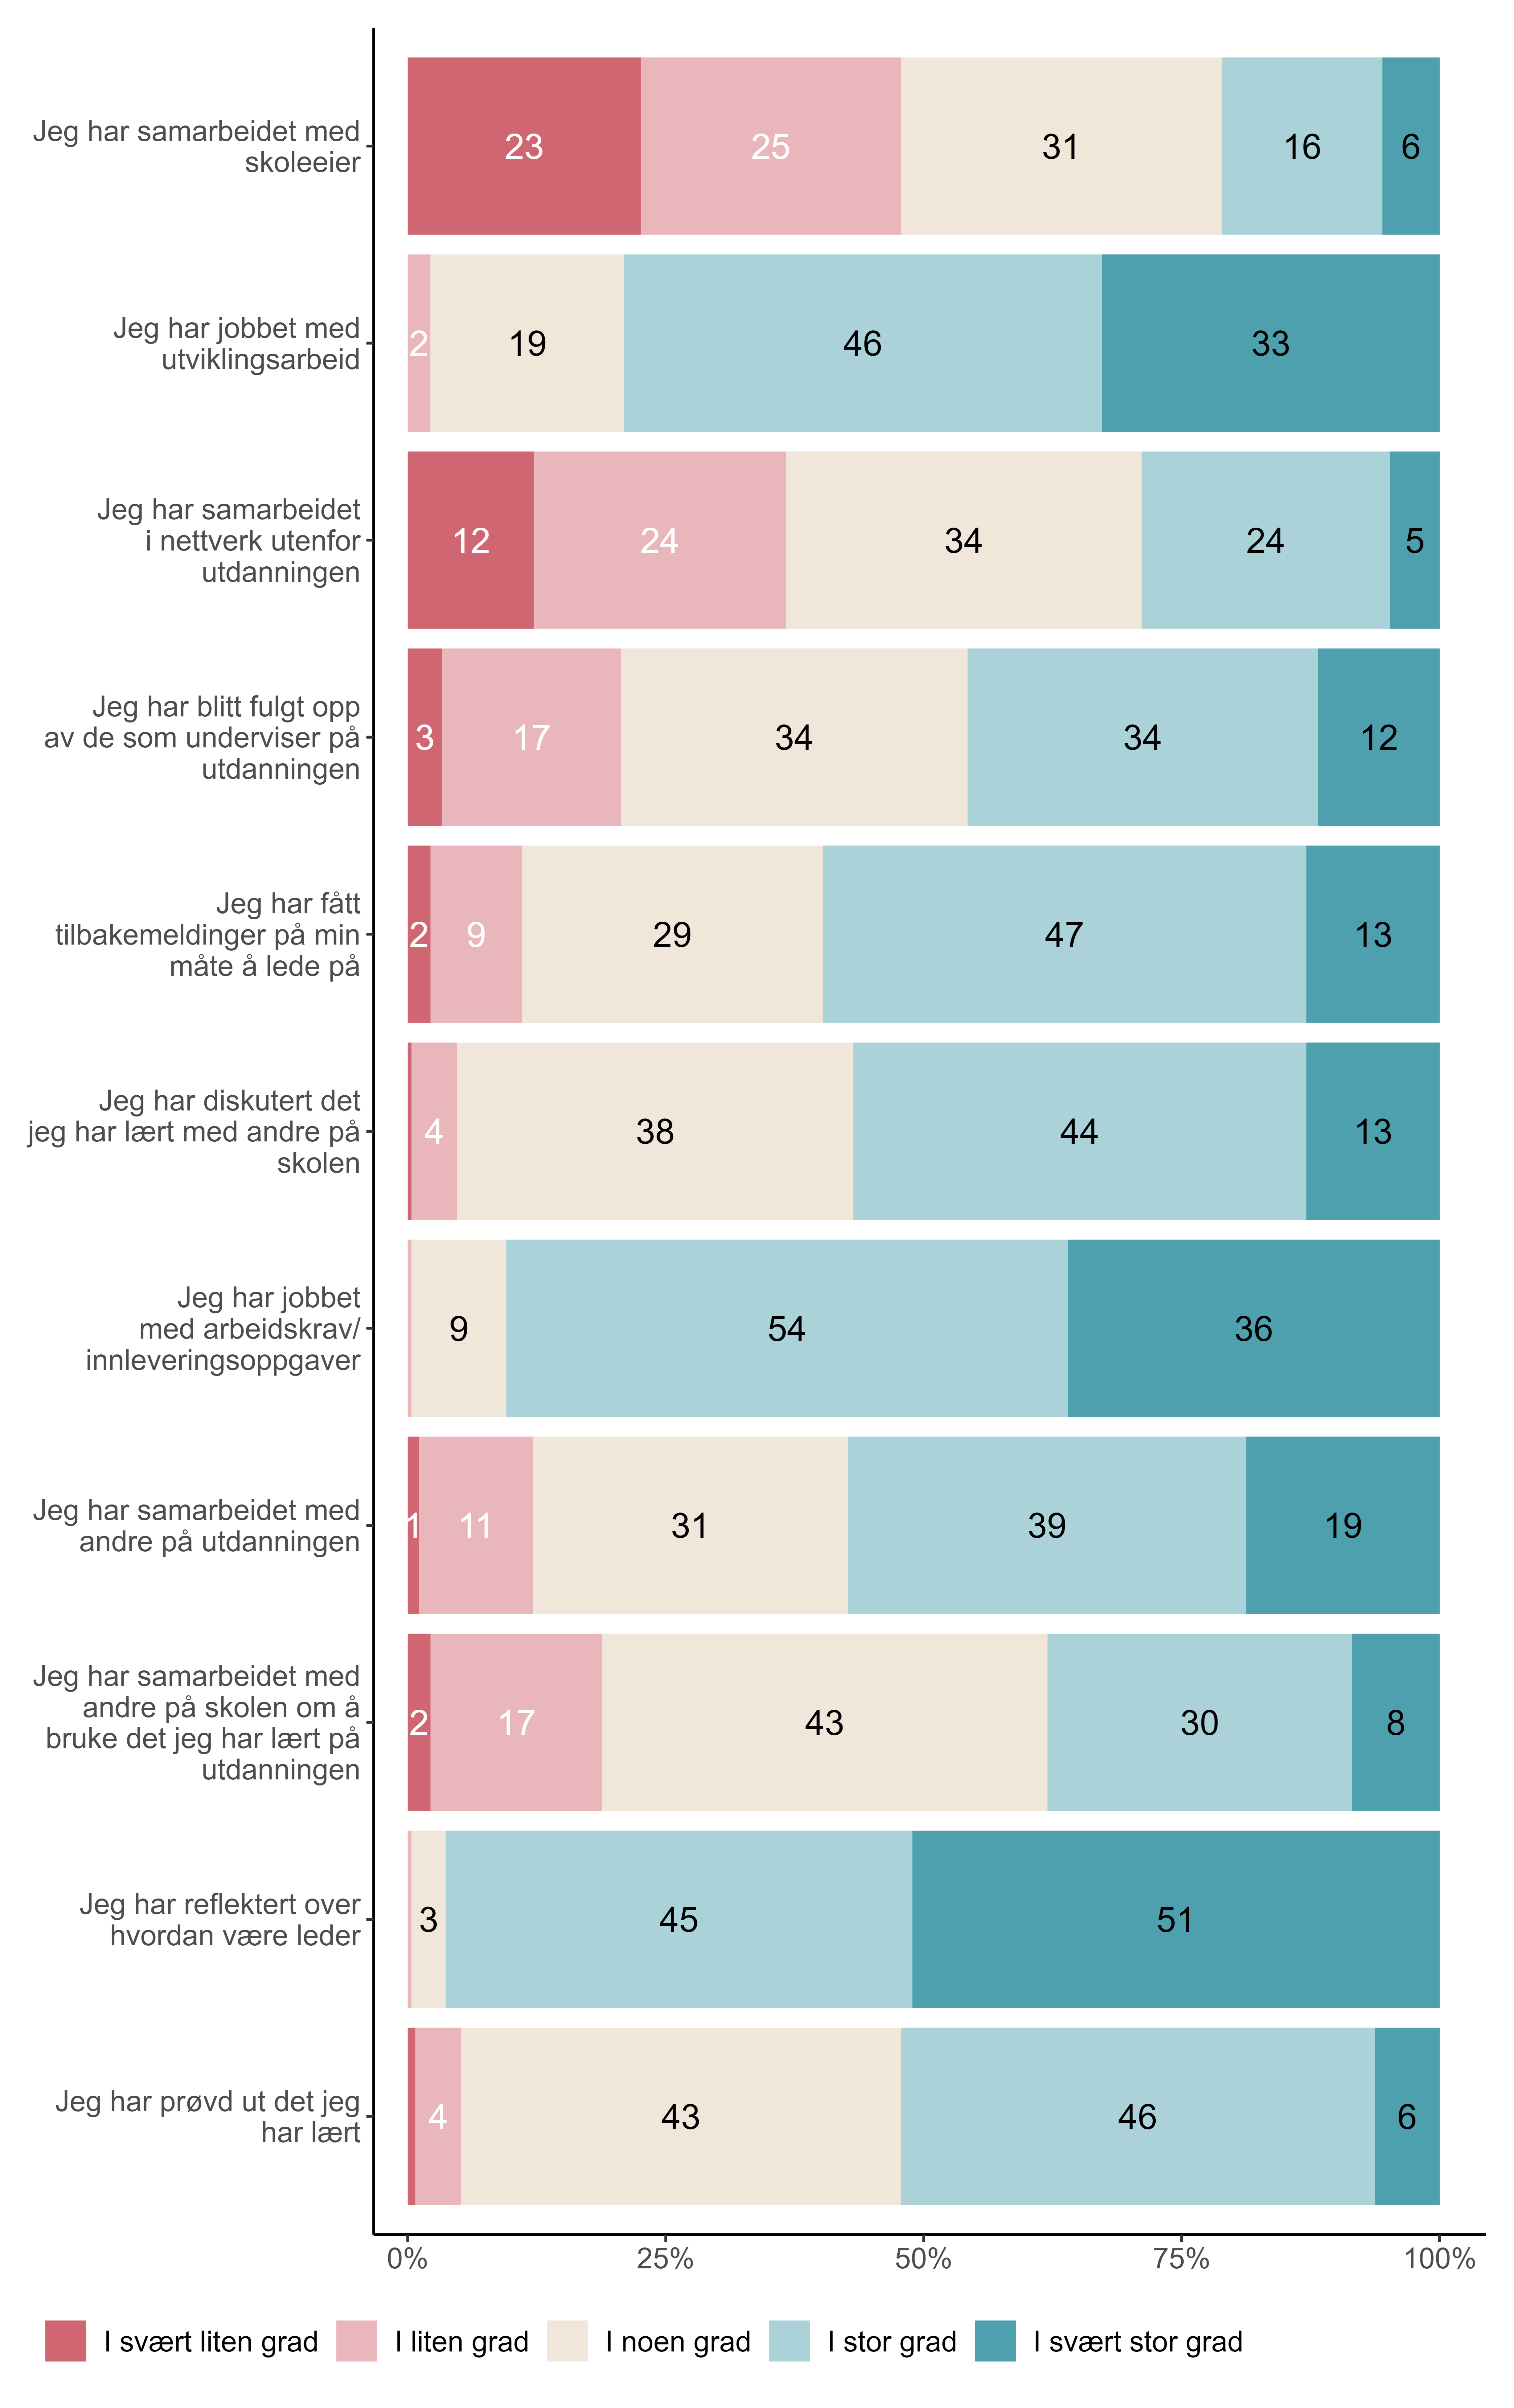 Jeg har samarbeidet med
skoleeier
23 25 31 16 6
Jeg har jobbet med
utviklingsarbeid
2 19 46 33
Jeg har samarbeidet
i nettverk utenfor
utdanningen
12 24 34 24 5
Jeg har blitt fulgt opp
av de som underviser på
utdanningen
3 17 34 34 12
Jeg har fått
tilbakemeldinger på min
måte å lede på
2 9 29 47 13
Jeg har diskutert det
jeg har lært med andre på
skolen
4 38 44 13
Jeg har jobbet
med arbeidskrav/
innleveringsoppgaver
9 54 36
Jeg har samarbeidet med
andre på utdanningen
1 11 31 39 19
Jeg har samarbeidet med
andre på skolen om å
bruke det jeg har lært på
utdanningen
2 17 43 30 8
Jeg har reflektert over
hvordan være leder
3 45 51
Jeg har prøvd ut det jeg
har lært
4 43 46 6
0% 25% 50% 75% 100%
I svært liten grad I liten grad I noen grad I stor grad I svært stor grad